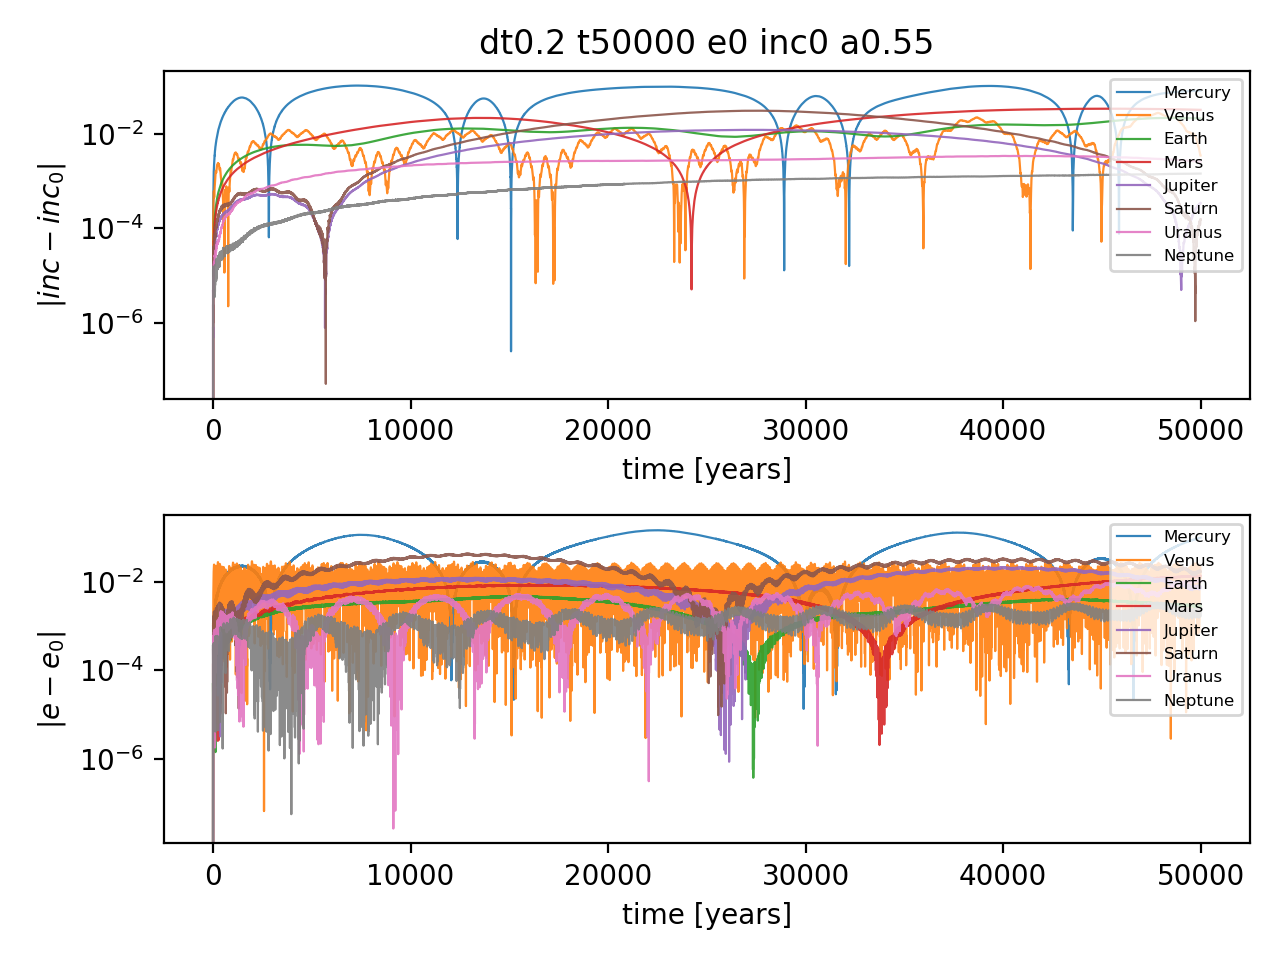 dt0.2 t50000 e0 inc0 a0.55
|inc − inc₀|
10⁻²
10⁻⁴
10⁻⁶
Mercury
Venus
Earth
Mars
Jupiter
Saturn
Uranus
Neptune
0 10000 20000 30000 40000 50000
time [years]
|e − e₀|
10⁻²
10⁻⁴
10⁻⁶
Mercury
Venus
Earth
Mars
Jupiter
Saturn
Uranus
Neptune
0 10000 20000 30000 40000 50000
time [years]